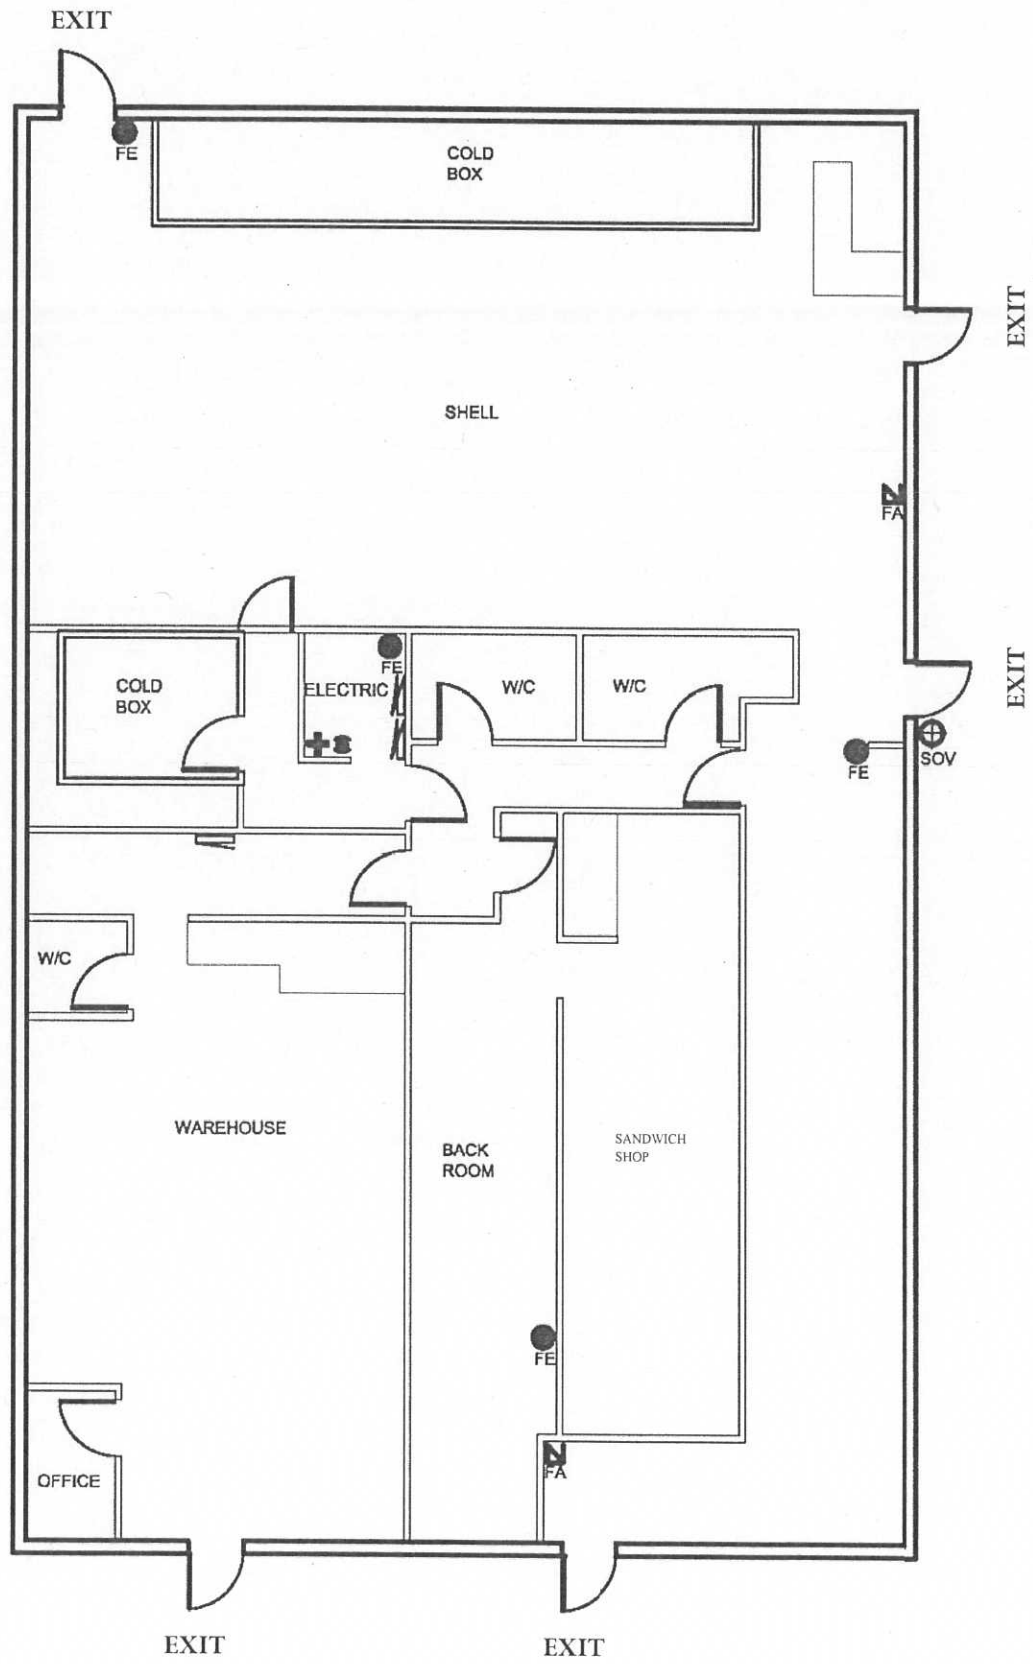 EXIT
FE
COLD
BOX
EXIT
SHELL
FA
FE
COLD
BOX
ELECTRIC
W/C
W/C
EXIT
FE
SOV
W/C
WAREHOUSE
BACK
ROOM
SANDWICH
SHOP
FE
FA
OFFICE
EXIT
EXIT